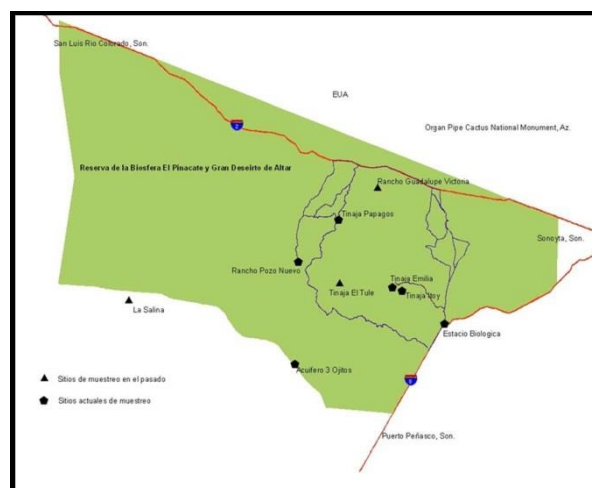 San Luis Rio Colorado, Son.
EUA
2
Organ Pipe Cactus National Monument, Az.
Reserva de la Biosfera El Pinacate y Gran Deseirto de Altar
Rancho Guadalupe Victoria
Tinaja Papagos
Sonoyta, Son.
Rancho Pozo Nuevo
Tinaja Emilia
Tinaja El Tule
Tinaja Itoy
La Salina
Estacio Biologica
Acuifero 3 Ojitos
Sitios de muestreo en el pasado
8
Sitios actuales de muestreo
Puerto Peñasco, Son.